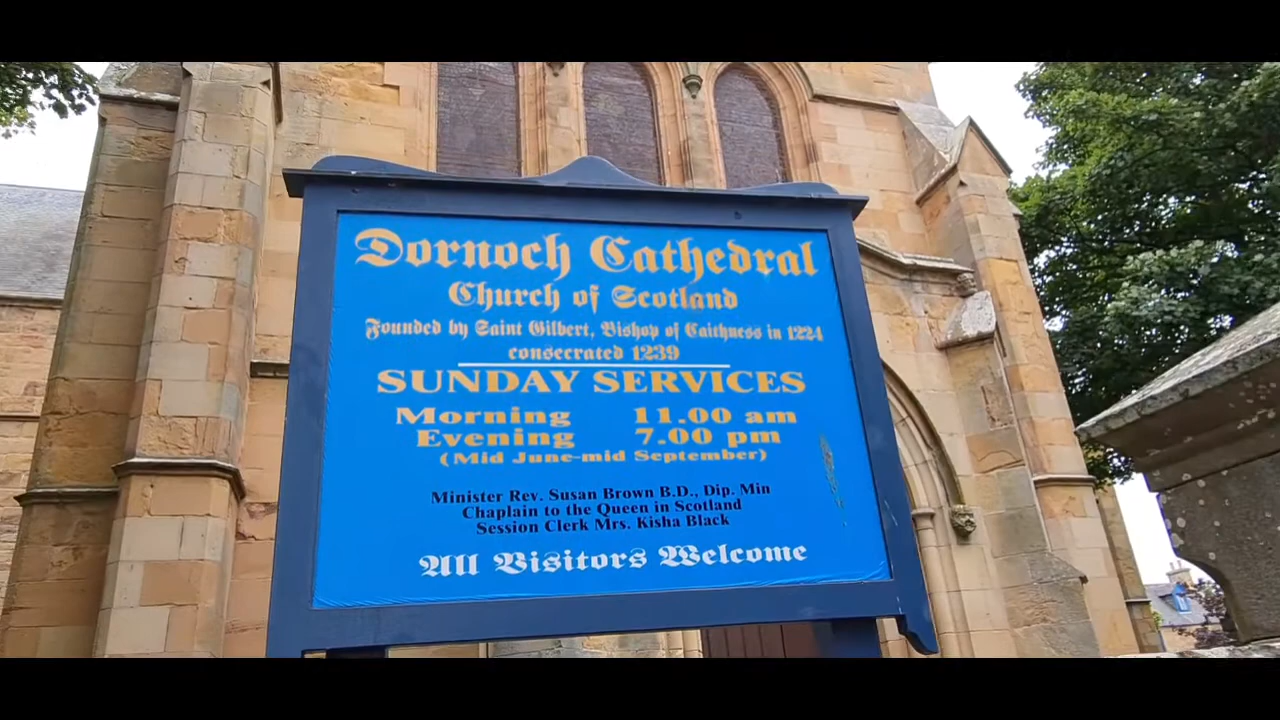 Dornoch Cathedral
Church of Scotland
Founded by Saint Gilbert, Bishop of Caithness in 1224
consecrated 1239
SUNDAY SERVICES
Morning 11.00 am
Evening 7.00 pm
(Mid June-mid September)
Minister Rev. Susan Brown B.D., Dip. Min
Chaplain to the Queen in Scotland
Session Clerk Mrs. Kisha Black
All Visitors Welcome